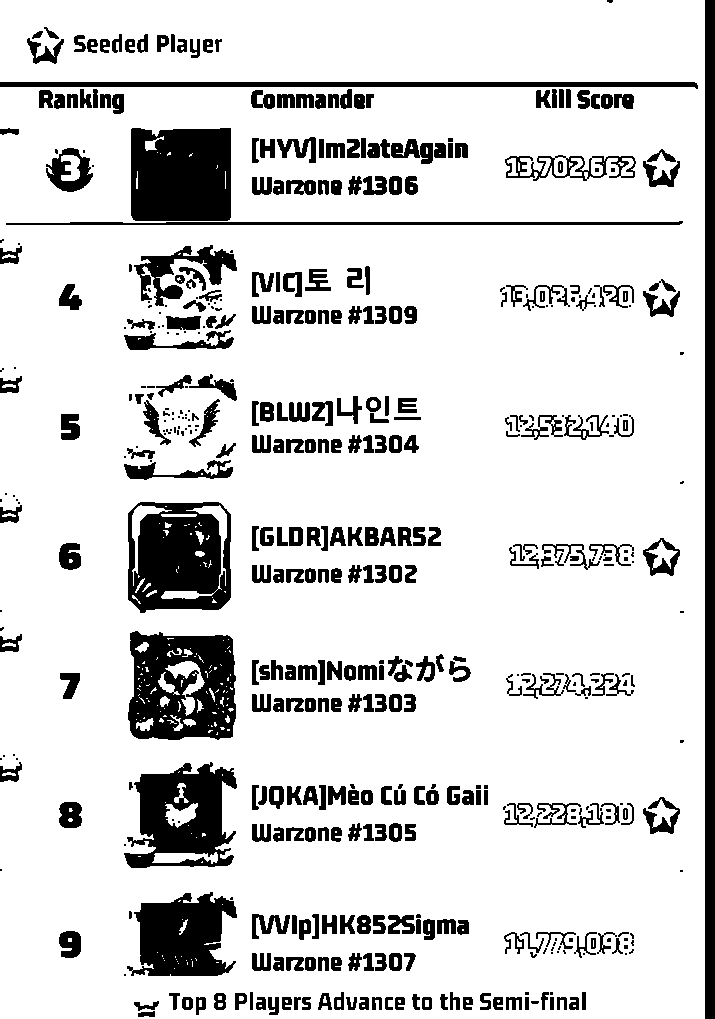 Seeded Player
Ranking Commander Kill Score
3 [HYV]Im2lateAgain 13,702,662
Warzone #1306
4 [VIC]토 리 13,026,420
Warzone #1309
5 [BLWZ]나인트 12,532,140
Warzone #1304
6 [GLDR]AKBAR52 12,375,738
Warzone #1302
7 [sham]Nomiながら 12,274,224
Warzone #1303
8 [JQKA]Mèo Cú Có Gaii 12,228,180
Warzone #1305
9 [VVIp]HK852Sigma 11,779,098
Warzone #1307
Top 8 Players Advance to the Semi-final